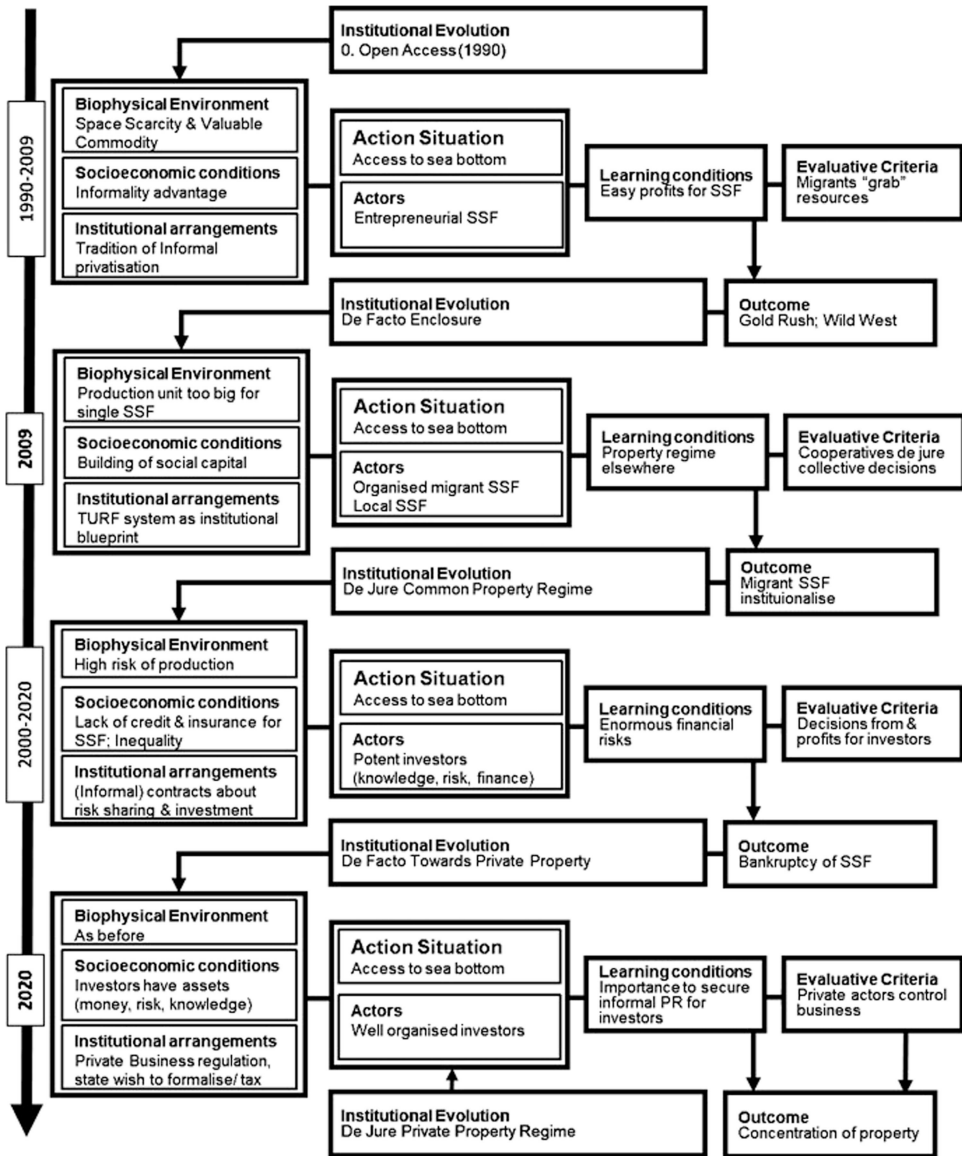 Institutional Evolution
0. Open Access (1990)
1990-2009
Biophysical Environment
Space Scarcity & Valuable
Commodity
Socioeconomic conditions
Informality advantage
Institutional arrangements
Tradition of Informal
privatisation
Action Situation
Access to sea bottom
Actors
Entrepreneurial SSF
Learning conditions
Easy profits for SSF
Evaluative Criteria
Migrants "grab"
resources
Institutional Evolution
De Facto Enclosure
Outcome
Gold Rush; Wild West
2009
Biophysical Environment
Production unit too big for
single SSF
Socioeconomic conditions
Building of social capital
Institutional arrangements
TURF system as institutional
blueprint
Action Situation
Access to sea bottom
Actors
Organised migrant SSF
Local SSF
Learning conditions
Property regime
elsewhere
Evaluative Criteria
Cooperatives de jure
collective decisions
Institutional Evolution
De Jure Common Property Regime
Outcome
Migrant SSF
instituionalise
2000-2020
Biophysical Environment
High risk of production
Socioeconomic conditions
Lack of credit & insurance for
SSF; Inequality
Institutional arrangements
(Informal) contracts about
risk sharing & investment
Action Situation
Access to sea bottom
Actors
Potent investors
(knowledge, risk, finance)
Learning conditions
Enormous financial
risks
Evaluative Criteria
Decisions from &
profits for investors
Institutional Evolution
De Facto Towards Private Property
Outcome
Bankruptcy of SSF
2020
Biophysical Environment
As before
Socioeconomic conditions
Investors have assets
(money, risk, knowledge)
Institutional arrangements
Private Business regulation,
state wish to formalise/ tax
Action Situation
Access to sea bottom
Actors
Well organised investors
Learning conditions
Importance to secure
informal PR for
investors
Evaluative Criteria
Private actors control
business
Institutional Evolution
De Jure Private Property Regime
Outcome
Concentration of property